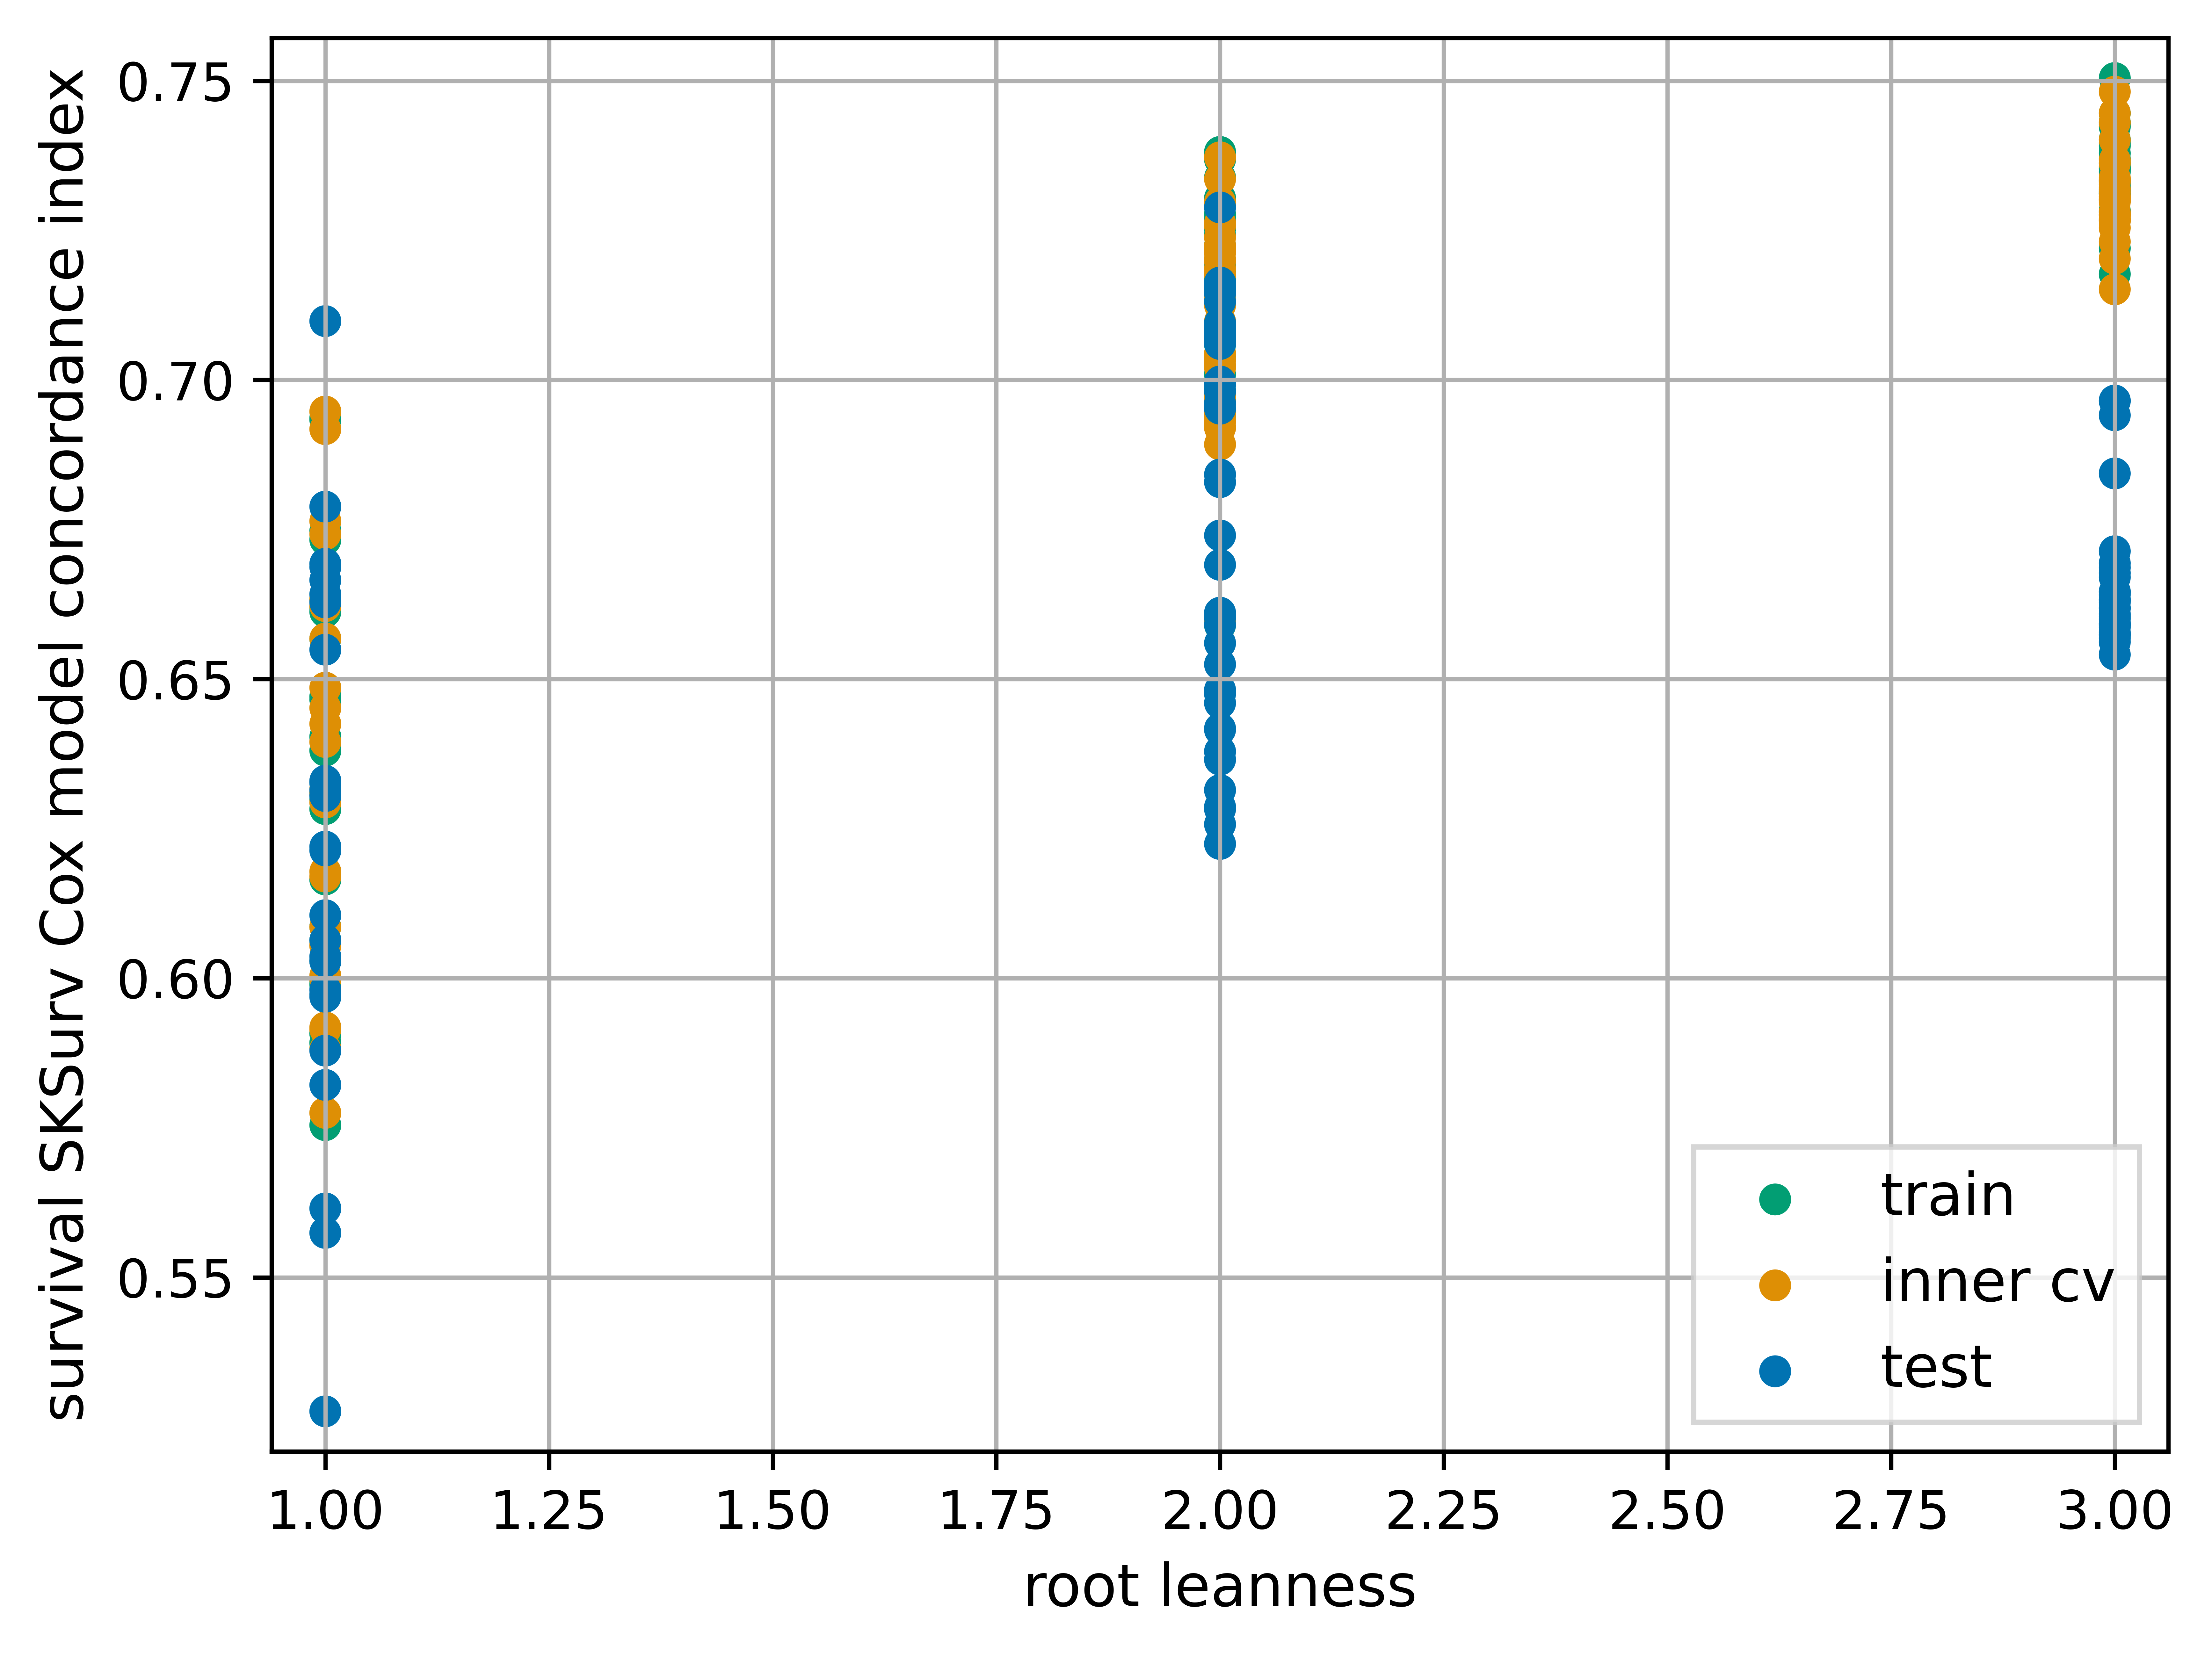 survival SKSurv Cox model concordance index
0.75
0.70
0.65
0.60
0.55
train
inner cv
test
1.00 1.25 1.50 1.75 2.00 2.25 2.50 2.75 3.00
root leanness